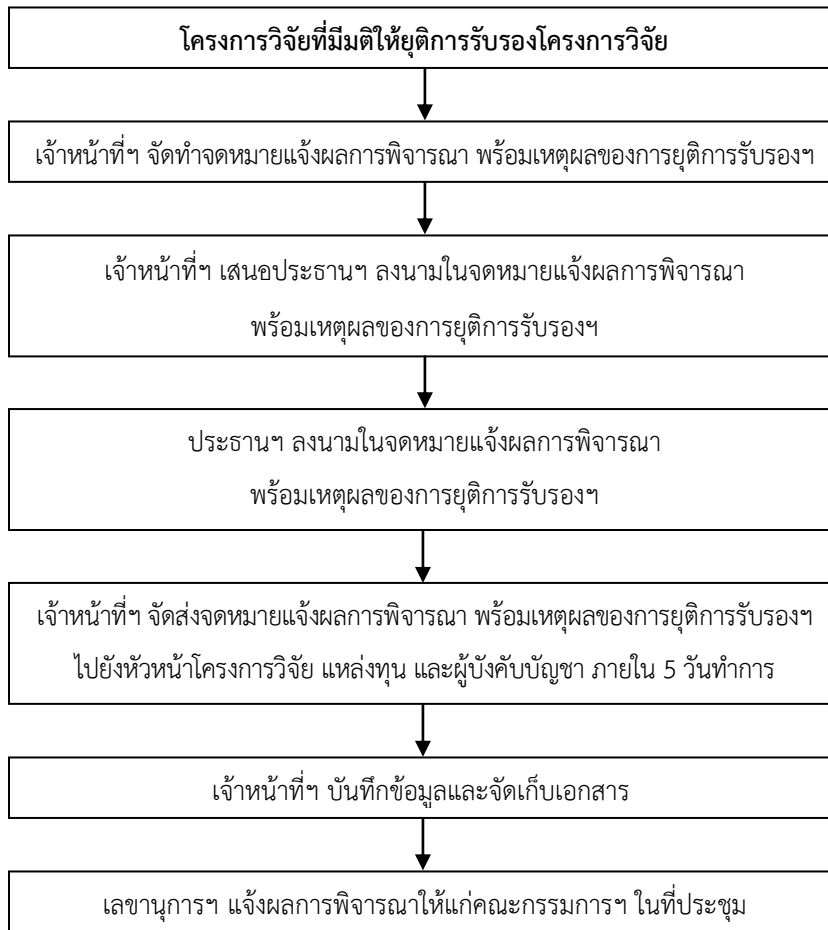 โครงการวิจัยที่มีมติให้ยุติการรับรองโครงการวิจัย
เจ้าหน้าที่ฯ จัดทำจดหมายแจ้งผลการพิจารณา พร้อมเหตุผลของการยุติการรับรองฯ
เจ้าหน้าที่ฯ เสนอประธานฯ ลงนามในจดหมายแจ้งผลการพิจารณา
พร้อมเหตุผลของการยุติการรับรองฯ
ประธานฯ ลงนามในจดหมายแจ้งผลการพิจารณา
พร้อมเหตุผลของการยุติการรับรองฯ
เจ้าหน้าที่ฯ จัดส่งจดหมายแจ้งผลการพิจารณา พร้อมเหตุผลของการยุติการรับรองฯ
ไปยังหัวหน้าโครงการวิจัย แหล่งทุน และผู้บังคับบัญชา ภายใน 5 วันทำการ
เจ้าหน้าที่ฯ บันทึกข้อมูลและจัดเก็บเอกสาร
เลขานุการฯ แจ้งผลการพิจารณาให้แก่คณะกรรมการฯ ในที่ประชุม